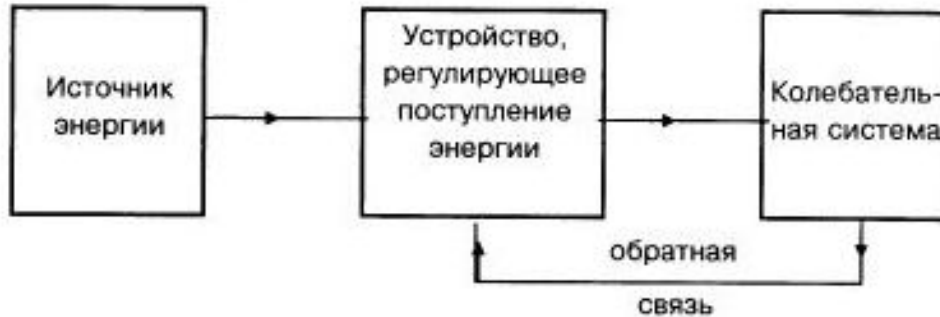 Источник
энергии
Устройство,
регулирующее
поступление
энергии
Колебатель-
ная система
обратная
связь